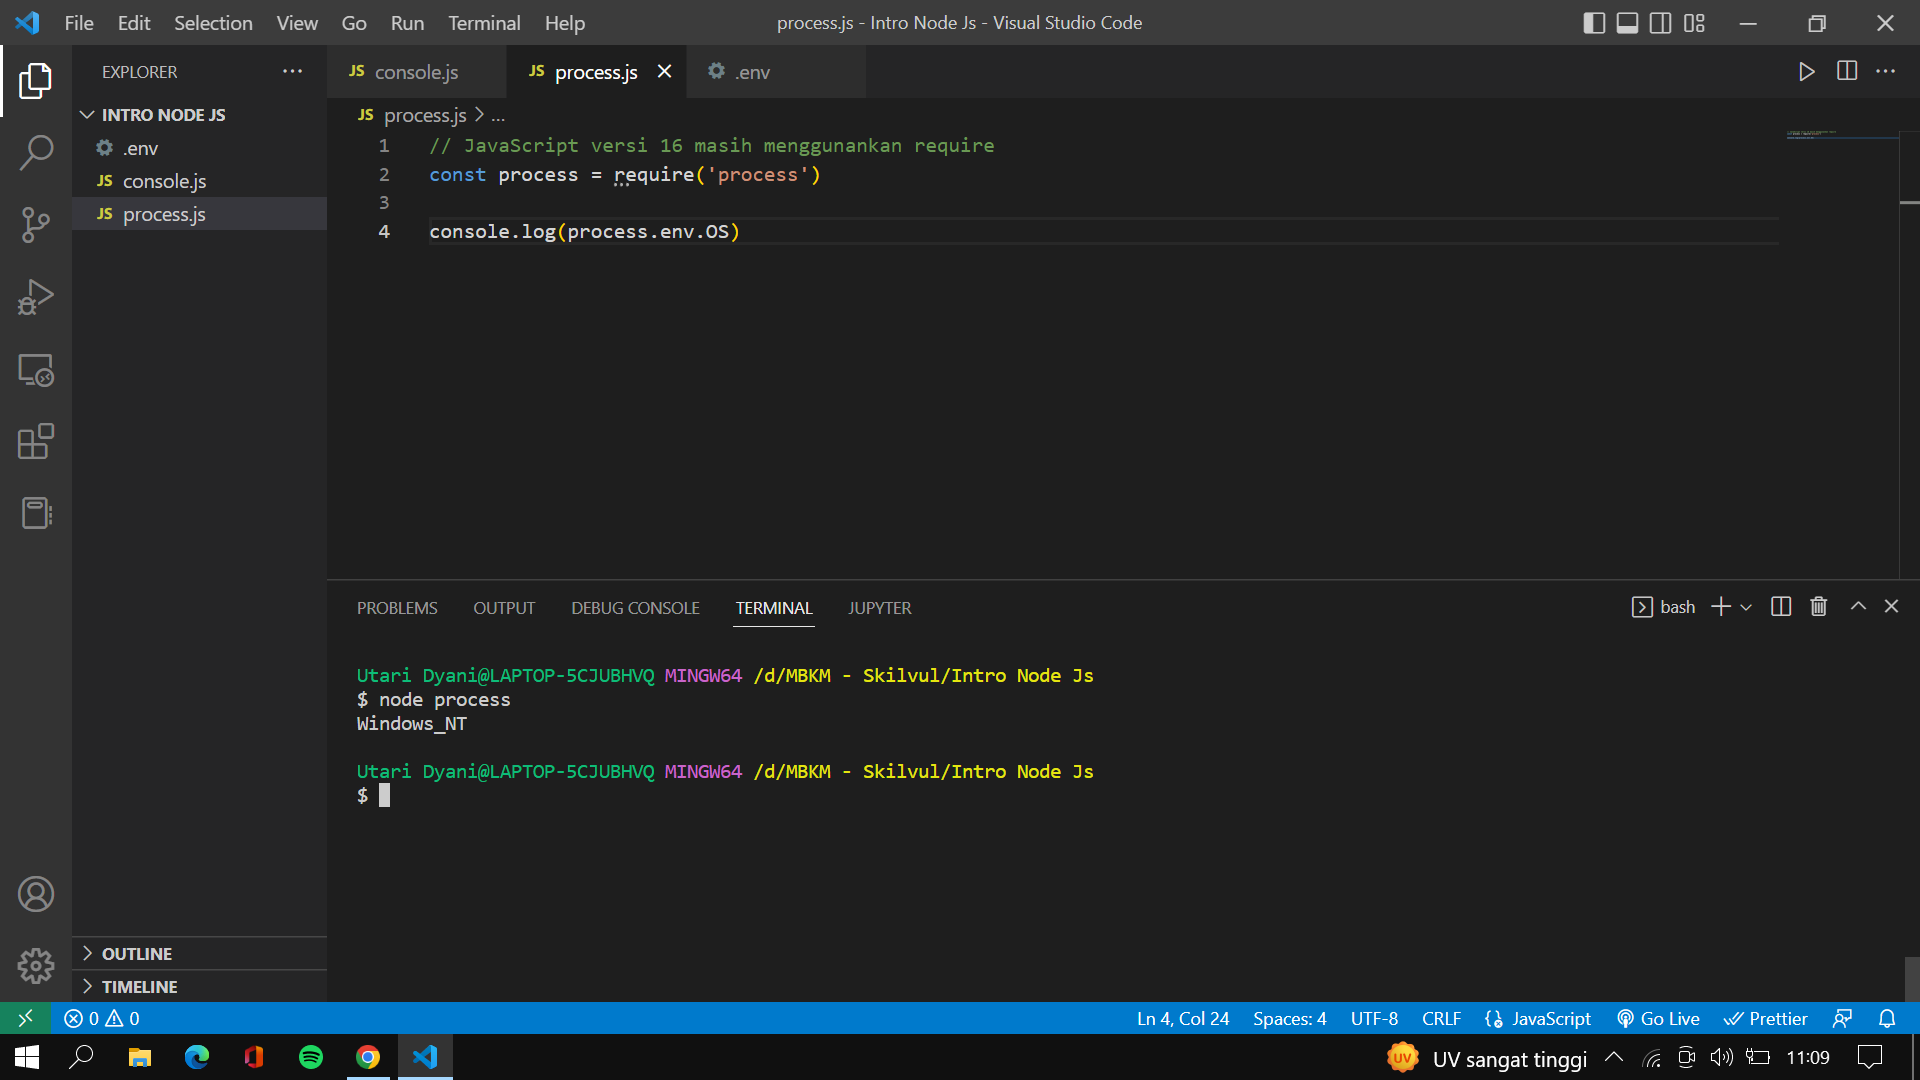 File Edit Selection View Go Run Terminal Help
process.js - Intro Node Js - Visual Studio Code
EXPLORER
INTRO NODE JS
.env
JS console.js
JS process.js
OUTLINE
TIMELINE
JS console.js
JS process.js
.env
JS process.js > ...
1 // JavaScript versi 16 masih menggunankan require
2 const process = require('process')
3
4 console.log(process.env.OS)
PROBLEMS OUTPUT DEBUG CONSOLE TERMINAL JUPYTER
bash
Utari Dyani@LAPTOP-5CJUBHVQ MINGW64 /d/MBKM - Skilvul/Intro Node Js
$ node process
Windows_NT
Utari Dyani@LAPTOP-5CJUBHVQ MINGW64 /d/MBKM - Skilvul/Intro Node Js
$
0 0
Ln 4, Col 24 Spaces: 4 UTF-8 CRLF JavaScript Go Live Prettier
UV UV sangat tinggi 11:09